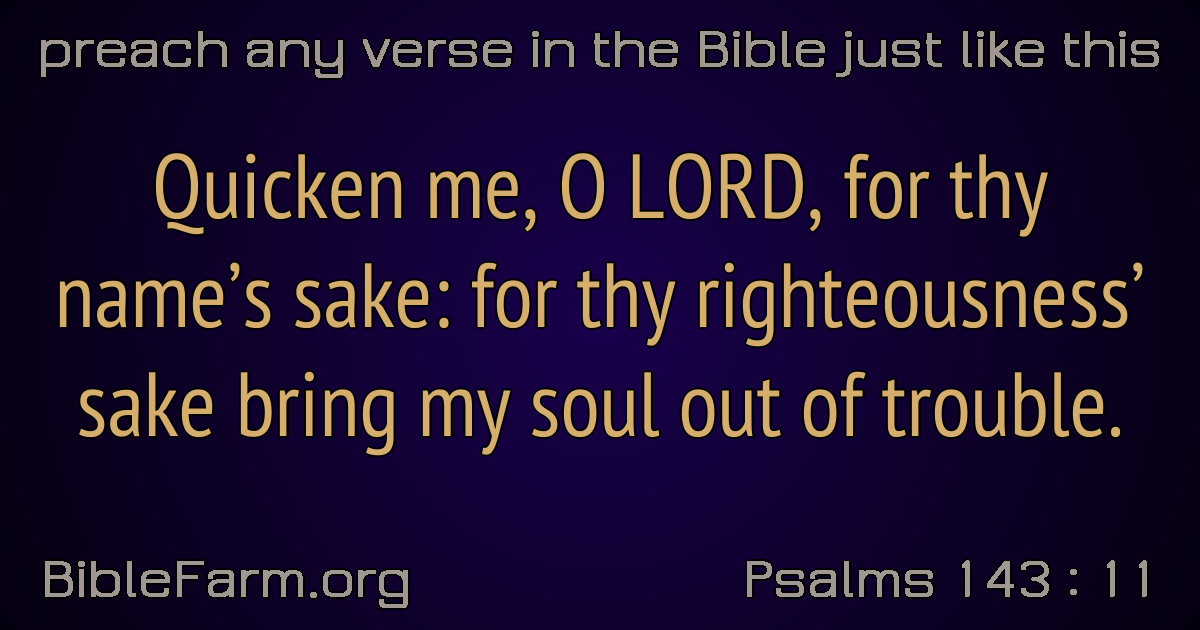 preach any verse in the Bible just like this
Quicken me, O LORD, for thy
name’s sake: for thy righteousness’
sake bring my soul out of trouble.
BibleFarm.org
Psalms 143 : 11